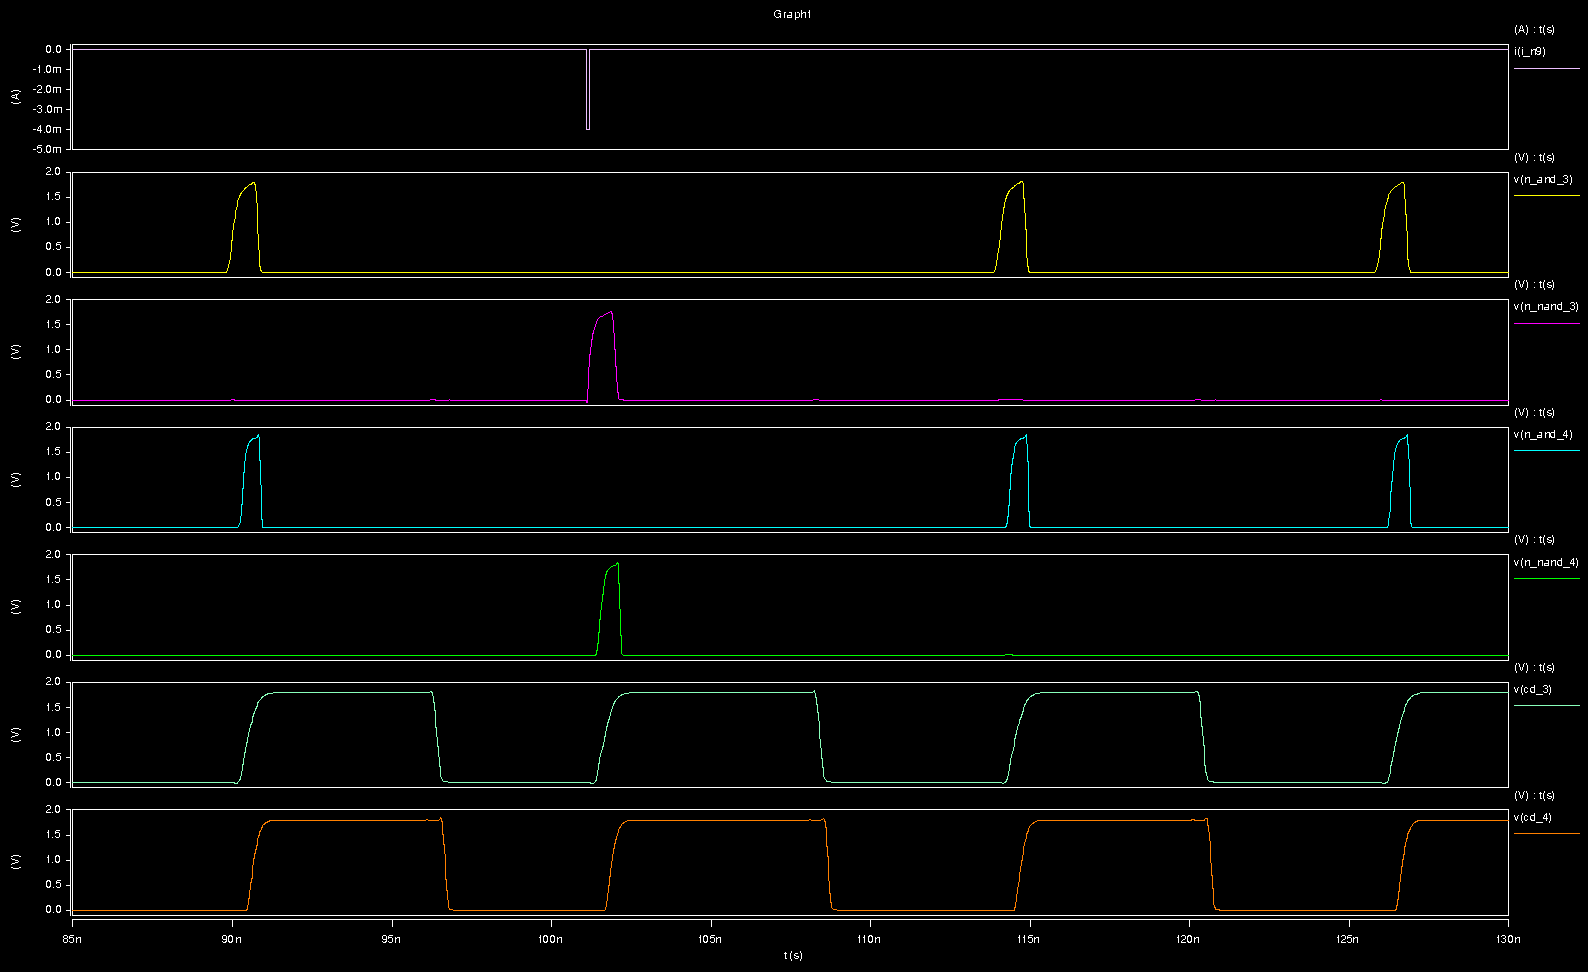 Graph1
(A) : t(s)
i(i_n9)
0.0
-1.0m
-2.0m
-3.0m
-4.0m
-5.0m
(A)
(V) : t(s)
v(n_and_3)
2.0
1.5
1.0
0.5
0.0
(V)
(V) : t(s)
v(n_nand_3)
2.0
1.5
1.0
0.5
0.0
(V)
(V) : t(s)
v(n_and_4)
2.0
1.5
1.0
0.5
0.0
(V)
(V) : t(s)
v(n_nand_4)
2.0
1.5
1.0
0.5
0.0
(V)
(V) : t(s)
v(cd_3)
2.0
1.5
1.0
0.5
0.0
(V)
(V) : t(s)
v(cd_4)
2.0
1.5
1.0
0.5
0.0
(V)
85n 90n 95n 100n 105n 110n 115n 120n 125n 130n
t(s)